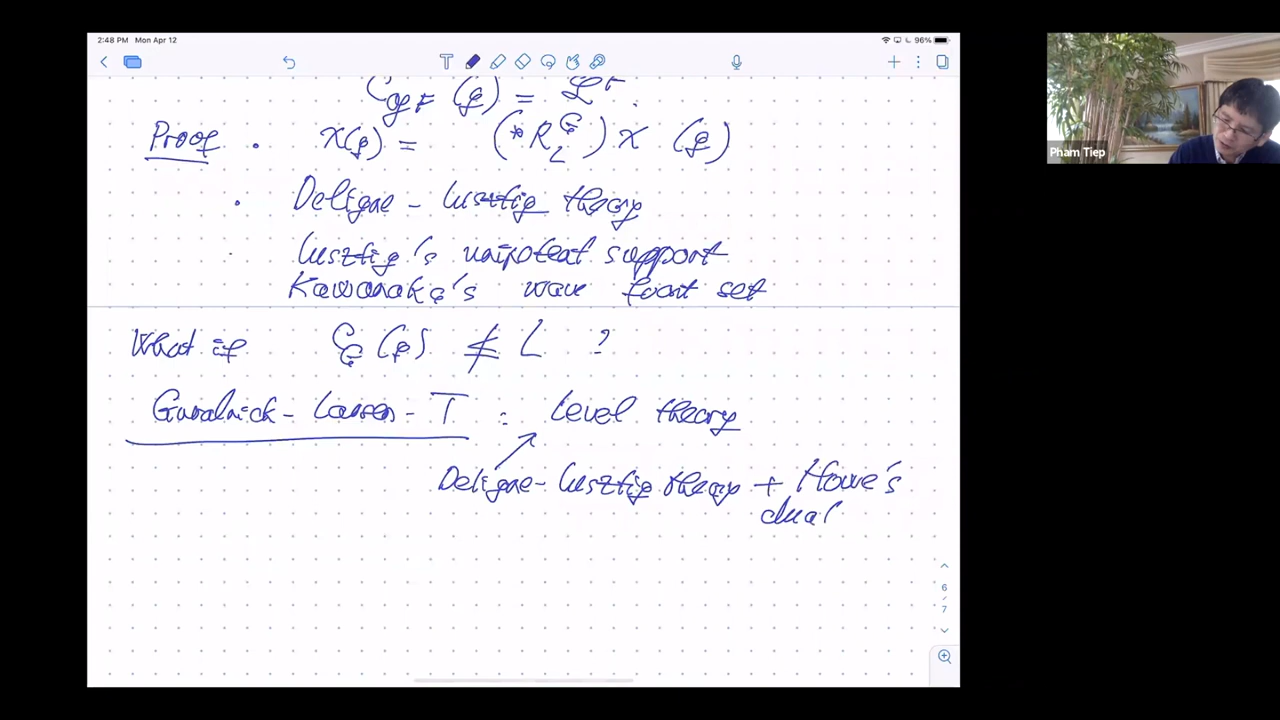 2:48 PM Mon Apr 12
96%
C_{𝒢^F}(g) = ℒ^F.
Proof • χ(g) = (*R_L^G) χ (g)
• Deligne - Lusztig theory
• Lusztig's unipotent support
Kawanaka's wave front set
What if C_G(g) ≰ L ?
Guralnick - Larsen - T : Level theory
Deligne - Lusztig theory + Howe's
dual
6
7
Pham Tiep